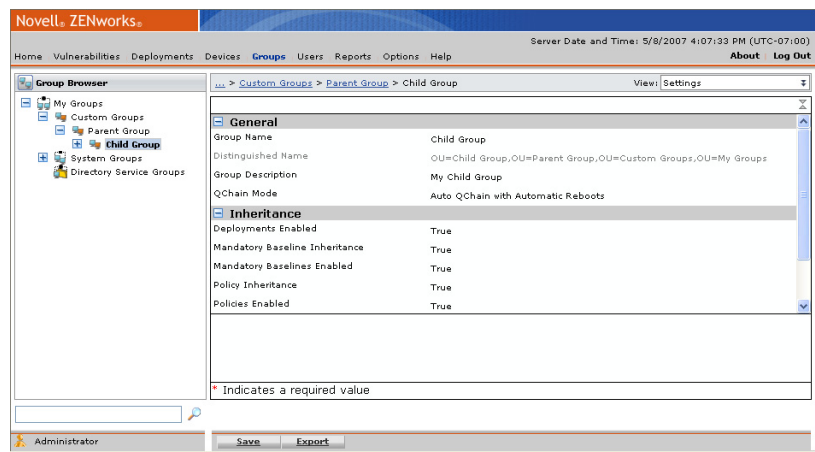 Novell® ZENworks®
Server Date and Time: 5/8/2007 4:07:33 PM (UTC-07:00)
Home Vulnerabilities Deployments Devices Groups Users Reports Options Help About Log Out
Group Browser
My Groups
Custom Groups
Parent Group
Child Group
System Groups
Directory Service Groups
... > Custom Groups > Parent Group > Child Group View: Settings
General
Group Name Child Group
Distinguished Name OU=Child Group,OU=Parent Group,OU=Custom Groups,OU=My Groups
Group Description My Child Group
QChain Mode Auto QChain with Automatic Reboots
Inheritance
Deployments Enabled True
Mandatory Baseline Inheritance True
Mandatory Baselines Enabled True
Policy Inheritance True
Policies Enabled True
* Indicates a required value
Administrator
Save Export